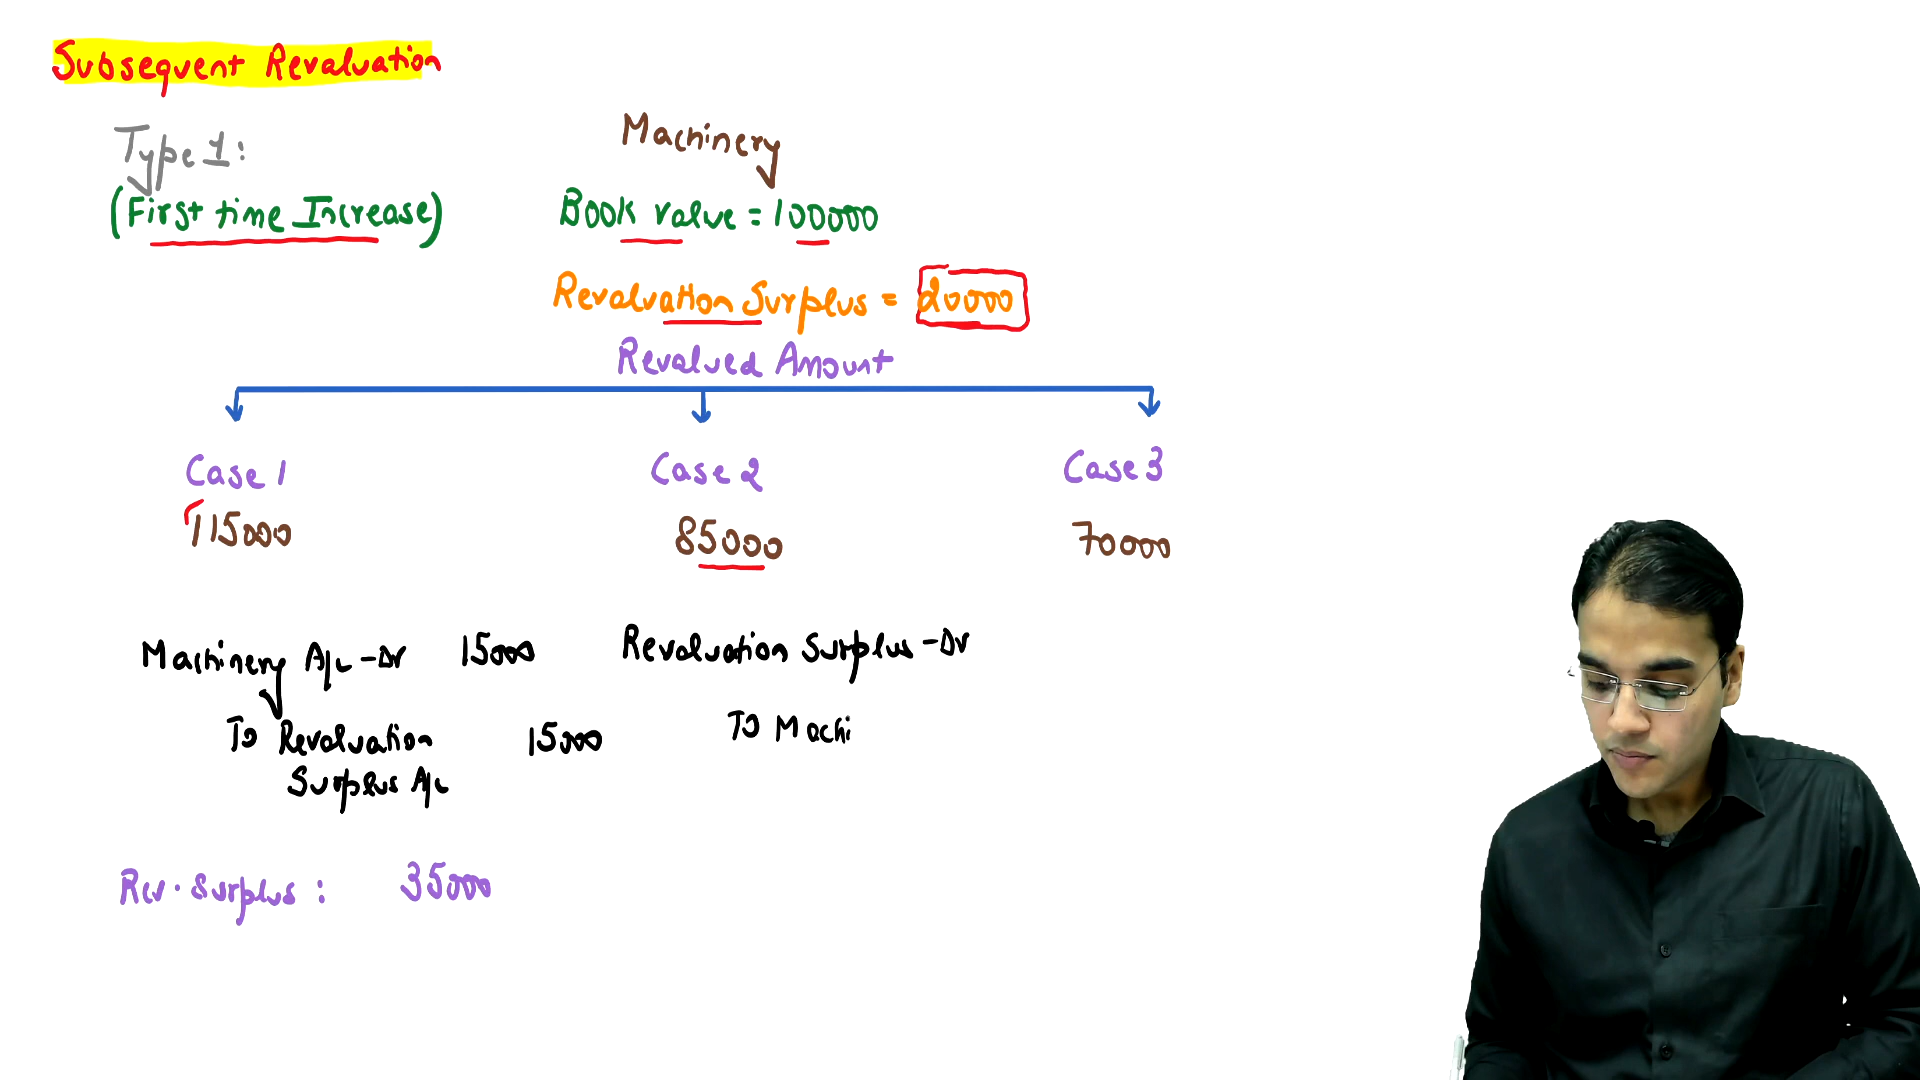 Subsequent Revaluation
Type 1:
(First time Increase)
Machinery
Book value = 100000
Revaluation Surplus = 20000
Revalued Amount
Case 1
Case 2
Case 3
115000
85000
70000
Machinery A/c - Dr 15000
To Revaluation Surplus A/c 15000
Revaluation Surplus - Dr
To Machi
Rev. Surplus : 35000